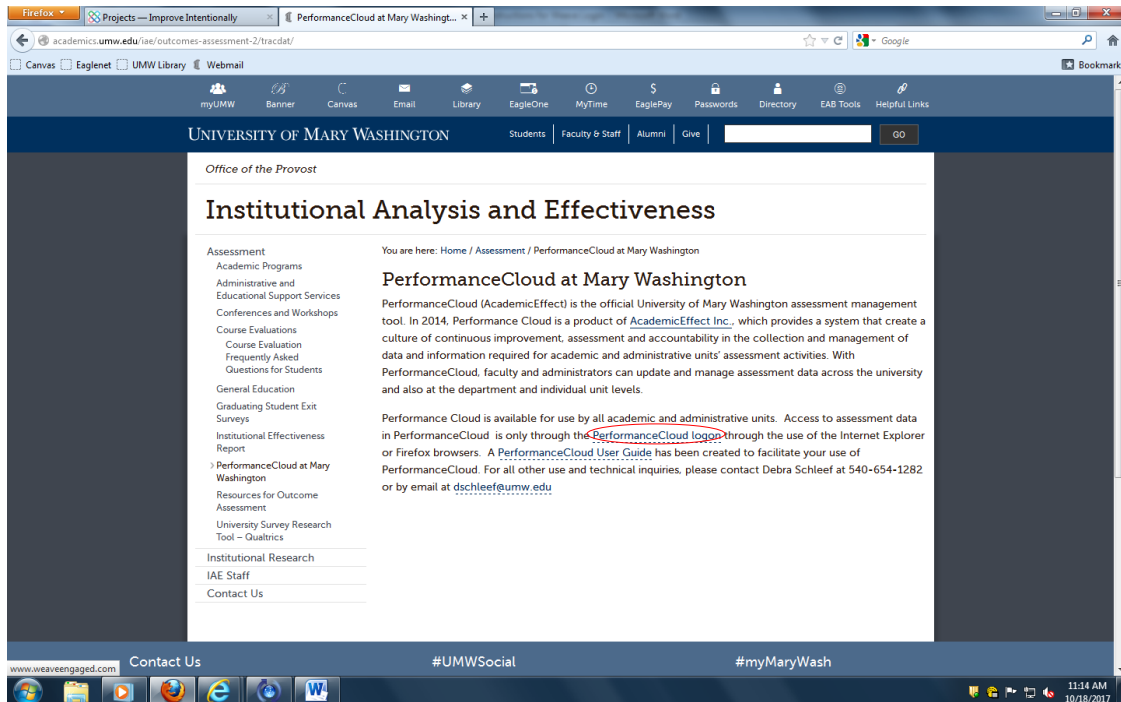 Firefox
Projects — Improve Intentionally
PerformanceCloud at Mary Washingt...
academics.umw.edu/iae/outcomes-assessment-2/tracdat/
Google
Canvas Eaglenet UMW Library Webmail
Bookmark
myUMW Banner Canvas Email Library EagleOne MyTime EaglePay Passwords Directory EAB Tools Helpful Links
UNIVERSITY OF MARY WASHINGTON
Students Faculty & Staff Alumni Give
GO
Office of the Provost
Institutional Analysis and Effectiveness
Assessment
Academic Programs
Administrative and
Educational Support Services
Conferences and Workshops
Course Evaluations
Course Evaluation
Frequently Asked
Questions for Students
General Education
Graduating Student Exit
Surveys
Institutional Effectiveness
Report
PerformanceCloud at Mary
Washington
Resources for Outcome
Assessment
University Survey Research
Tool – Qualtrics
Institutional Research
IAE Staff
Contact Us
You are here: Home / Assessment / PerformanceCloud at Mary Washington
PerformanceCloud at Mary Washington
PerformanceCloud (AcademicEffect) is the official University of Mary Washington assessment management
tool. In 2014, Performance Cloud is a product of AcademicEffect Inc., which provides a system that create a
culture of continuous improvement, assessment and accountability in the collection and management of
data and information required for academic and administrative units' assessment activities. With
PerformanceCloud, faculty and administrators can update and manage assessment data across the university
and also at the department and individual unit levels.
Performance Cloud is available for use by all academic and administrative units. Access to assessment data
in PerformanceCloud is only through the PerformanceCloud logon through the use of the Internet Explorer
or Firefox browsers. A PerformanceCloud User Guide has been created to facilitate your use of
PerformanceCloud. For all other use and technical inquiries, please contact Debra Schleef at 540-654-1282
or by email at dschleef@umw.edu
Contact Us
#UMWSocial
#myMaryWash
www.weaveengaged.com
11:14 AM
10/18/2017